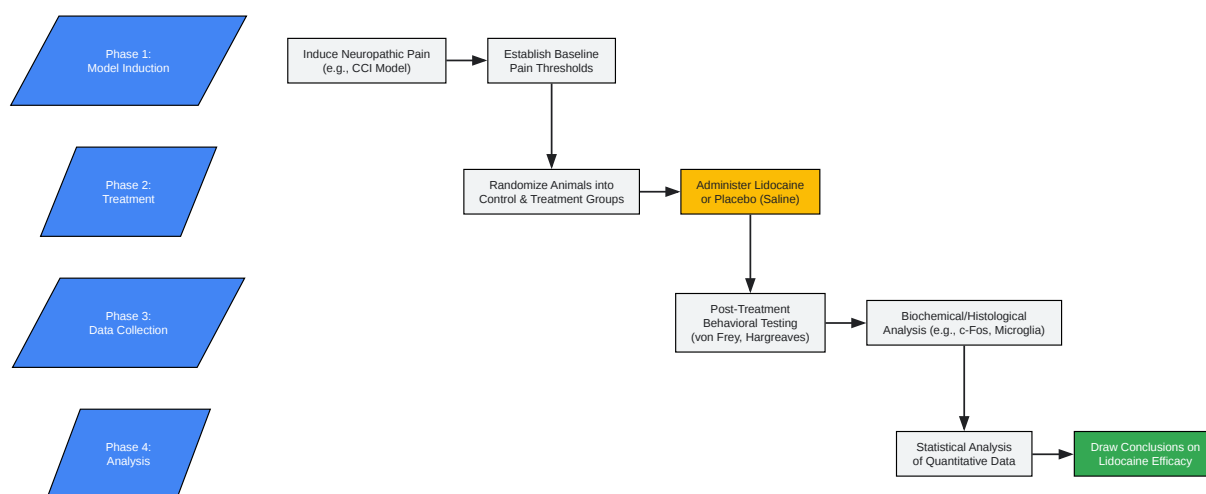 Phase 1:
Model Induction
Induce Neuropathic Pain
(e.g., CCI Model)
Establish Baseline
Pain Thresholds
Phase 2:
Treatment
Randomize Animals into
Control & Treatment Groups
Administer Lidocaine
or Placebo (Saline)
Phase 3:
Data Collection
Post-Treatment
Behavioral Testing
(von Frey, Hargreaves)
Biochemical/Histological
Analysis (e.g., c-Fos, Microglia)
Phase 4:
Analysis
Statistical Analysis
of Quantitative Data
Draw Conclusions on
Lidocaine Efficacy